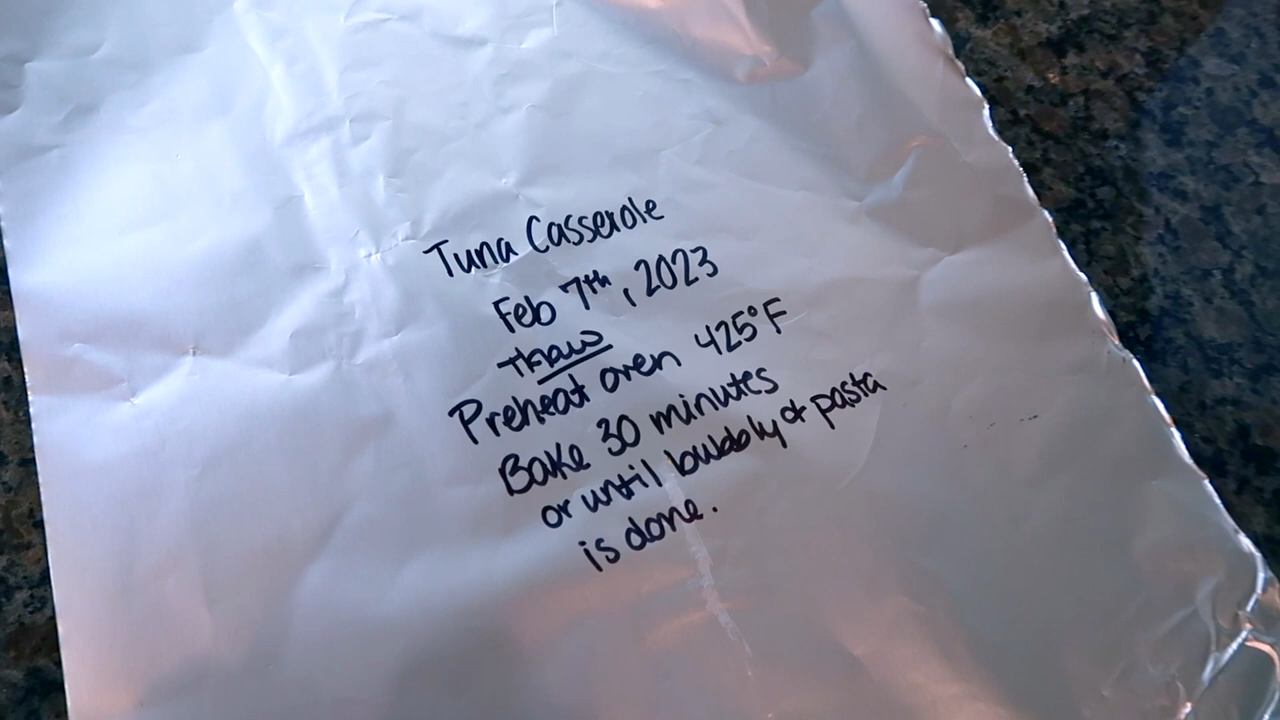 Tuna Casserole
Feb 7th, 2023
Thaw
Preheat oven 425°F
Bake 30 minutes
or until bubbly & pasta
is done.